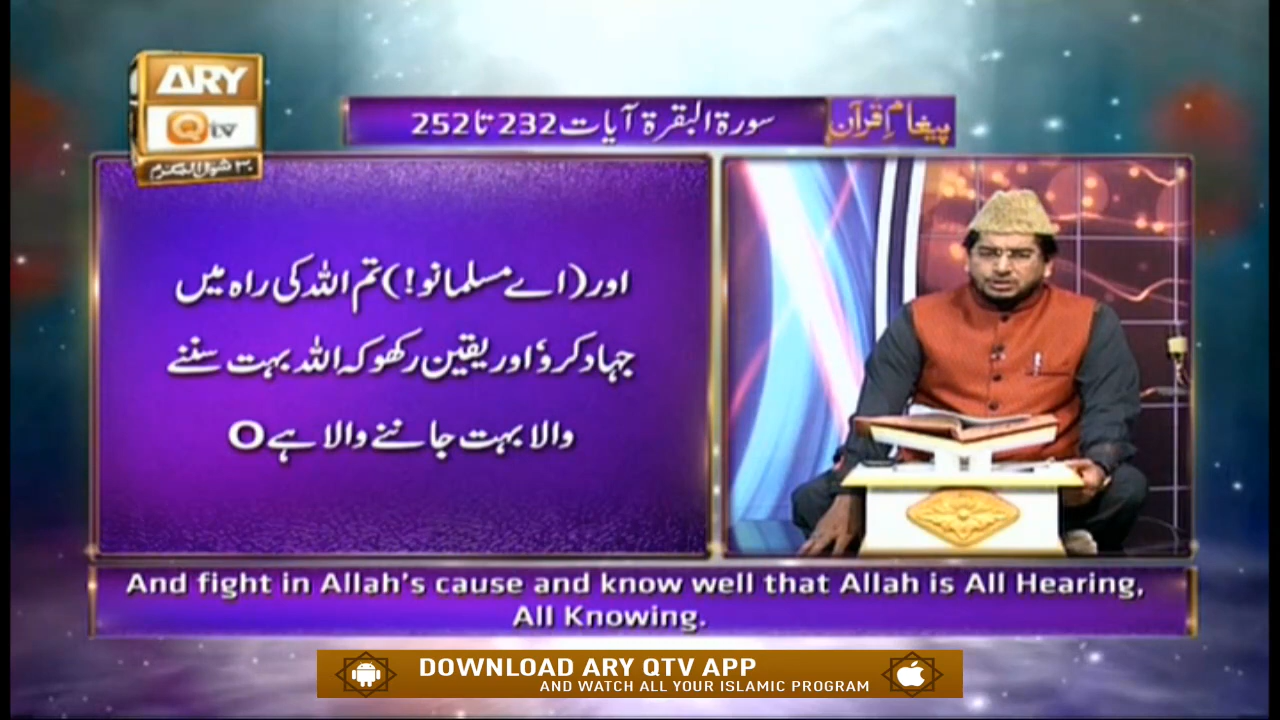 ARY
Qtv
۳۰ شوال المکرم
پیغامِ قرآن
سورۃ البقرۃ آیات 232 تا 252
اور (اے مسلمانو!) تم اللہ کی راہ میں
جہاد کرو' اور یقین رکھو کہ اللہ بہت سننے
والا بہت جاننے والا ہے O
And fight in Allah's cause and know well that Allah is All Hearing,
All Knowing.
DOWNLOAD ARY QTV APP
AND WATCH ALL YOUR ISLAMIC PROGRAM